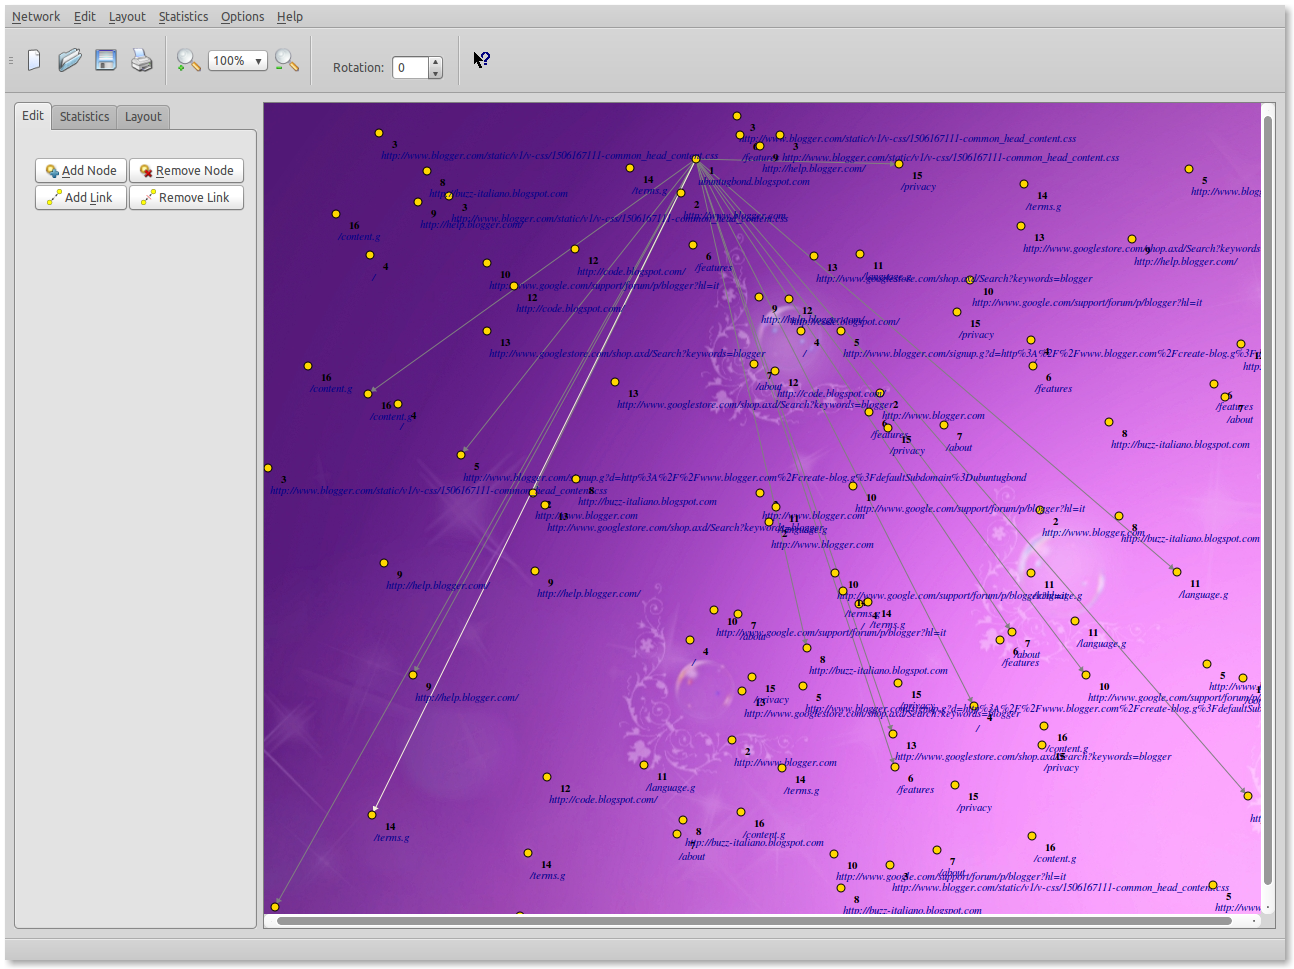 Network Edit Layout Statistics Options Help
100% Rotation: 0
Edit Statistics Layout
Add Node Remove Node
Add Link Remove Link
3
http://www.blogger.com/static/v1/v-css/1506167111-common_head_content.css
3
http://www.blogger.com/static/v1/v-css/1506167111-common_head_content.css
3
http://www.blogger.com/static/v1/v-css/1506167111-common_head_content.css
9
http://help.blogger.com/
1
ubuntugbond.blogspot.com
14
/terms.g
15
/privacy
14
/terms.g
5
8
http://buzz-italiano.blogspot.com
3
http://www.blogger.com/static/v1/v-css/1506167111-common_head_content.css
9
http://help.blogger.com/
2
http://www.blogger.com
16
/content.g
4
/
12
http://code.blogspot.com/
6
/features
13
http://www.googlestore.com/shop.axd/Search?keywords=blogger
11
/language.g
13
http://www.googlestore.com/shop.axd/Search?keywords
9
http://help.blogger.com/
10
http://www.google.com/support/forum/p/blogger?hl=it
12
http://code.blogspot.com/
10
http://www.google.com/support/forum/p/blogger?hl=it
9
http://help.blogger.com/
12
http://code.blogspot.com/
15
/privacy
13
http://www.googlestore.com/shop.axd/Search?keywords=blogger
4
/
5
http://www.blogger.com/signup.g?d=http%3A%2F%2Fwww.blogger.com%2Fcreate-blog.g%3F
16
/content.g
6
/features
7
/about
12
http://code.blogspot.com/
13
http://www.googlestore.com/shop.axd/Search?keywords=blogger
16
/content.g
4
/
2
http://www.blogger.com
6
/features
15
/privacy
7
/about
6
/features
7
/about
8
http://buzz-italiano.blogspot.com
3
http://www.blogger.com/static/v1/v-css/1506167111-common_head_content.css
5
http://www.blogger.com/signup.g?d=http%3A%2F%2Fwww.blogger.com%2Fcreate-blog.g%3FdefaultSubdomain%3Dubuntugbond
8
http://buzz-italiano.blogspot.com
2
http://www.blogger.com
13
http://www.googlestore.com/shop.axd/Search?keywords=blogger
http://www.blogger.com
11
/language.g
2
http://www.blogger.com
10
http://www.google.com/support/forum/p/blogger?hl=it
2
http://www.blogger.com
8
http://buzz-italiano.blogspot.com
9
http://help.blogger.com/
9
http://help.blogger.com/
10
http://www.google.com/support/forum/p/blogger?hl=it
11
/language.g
11
/language.g
/terms.g
4
/
14
/terms.g
10
http://www.google.com/support/forum/p/blogger?hl=it
7
/about
4
/
8
http://buzz-italiano.blogspot.com
7
/about
6
/features
11
/language.g
9
http://help.blogger.com/
15
/privacy
13
http://www.googlestore.com/shop.axd/Search?keywords=blogger
5
http://www.blogger.com/signup.g?d=http%3A%2F%2Fwww.blogger.com%2Fcreate-blog.g%3FdefaultSub
15
/privacy
4
/
10
http://www.google.com/support/forum/p/
5
2
http://www.blogger.com
13
http://www.googlestore.com/shop.axd/Search?keywords=blogger
16
/content.g
15
/privacy
12
http://code.blogspot.com/
11
/language.g
14
/terms.g
6
/features
15
/privacy
14
/terms.g
8
http://buzz-italiano.blogspot.com
7
/about
16
/content.g
16
/content.g
14
/terms.g
10
http://www.google.com/support/forum/p/blogger?hl=it
3
http://www.blogger.com/static/v1/v-css/1506167111-common_head_content.css
7
/about
8
http://buzz-italiano.blogspot.com
5